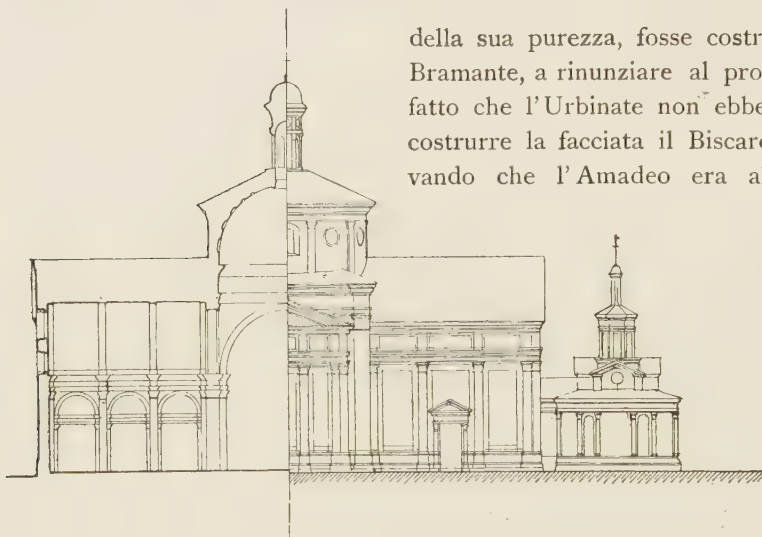 della sua purezza, fosse costr
Bramante, a rinunziare al pro
fatto che l'Urbinate non ebbe
costrurre la facciata il Biscar
vando che l'Amadeo era a